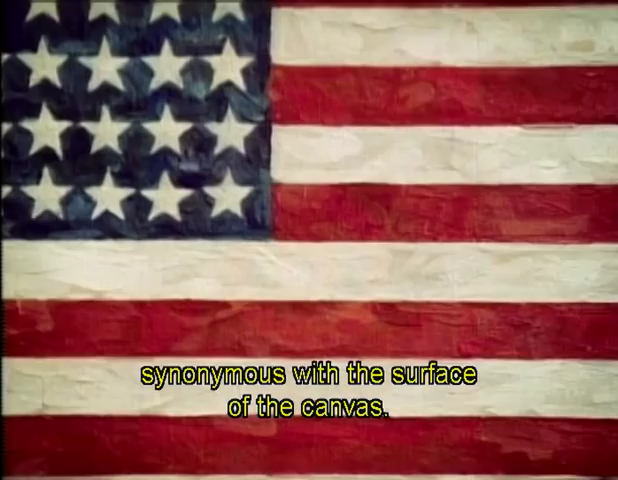 synonymous with the surface
of the canvas.